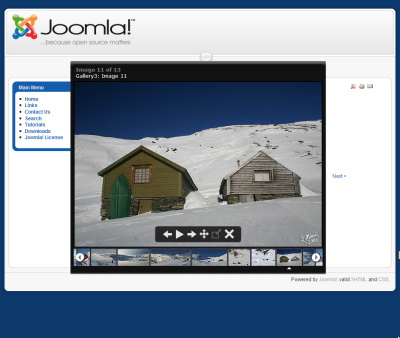 Joomla!™
...because open source matters
Image 11 of 13
Gallery3: Image 11
Main Menu
Home
Links
Contact Us
Search
Tutorials
Downloads
Joomla! License
Next >
Powered by Joomla!. valid XHTML and CSS.